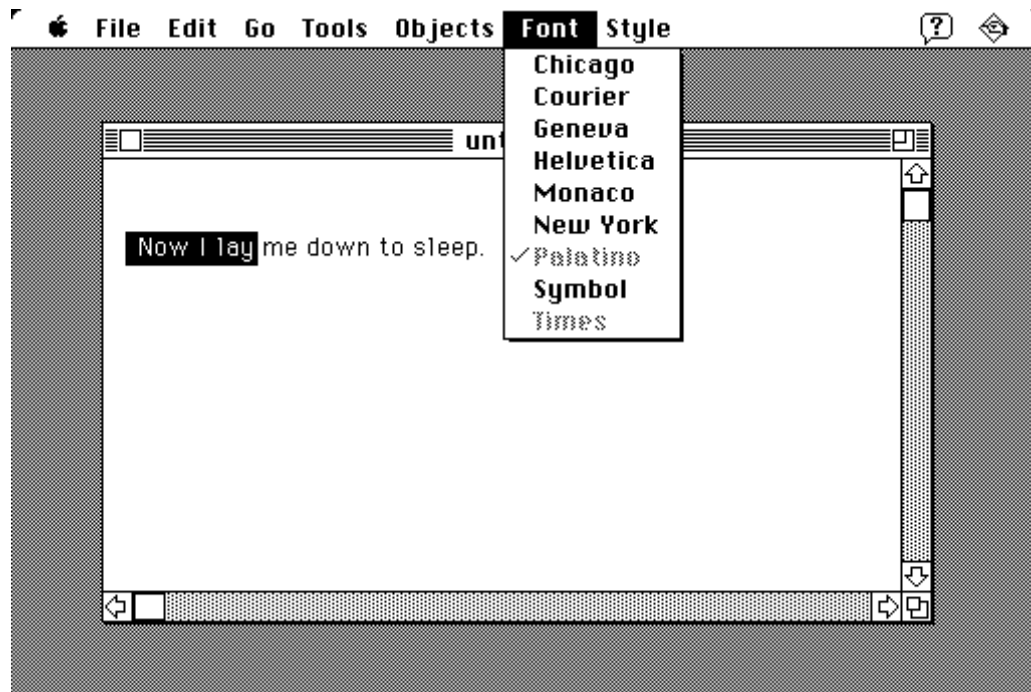 File Edit Go Tools Objects Font Style
Chicago
Courier
Geneva
Helvetica
Monaco
New York
✓Palatino
Symbol
Times
Now I lay me down to sleep.